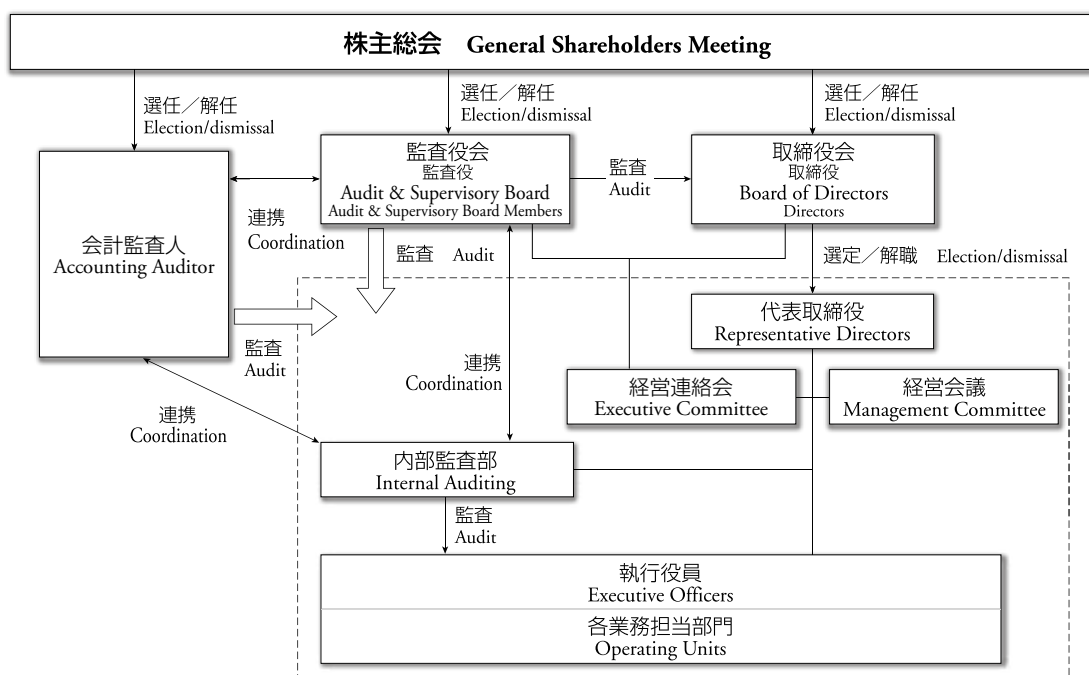 株主総会 General Shareholders Meeting
選任／解任
Election/dismissal
選任／解任
Election/dismissal
選任／解任
Election/dismissal
会計監査人
Accounting Auditor
監査役会
監査役
Audit & Supervisory Board
Audit & Supervisory Board Members
監査
Audit
取締役会
取締役
Board of Directors
Directors
連携
Coordination
監査 Audit
選定／解職 Election/dismissal
代表取締役
Representative Directors
監査
Audit
連携
Coordination
経営連絡会
Executive Committee
経営会議
Management Committee
連携
Coordination
内部監査部
Internal Auditing
監査
Audit
執行役員
Executive Officers
各業務担当部門
Operating Units